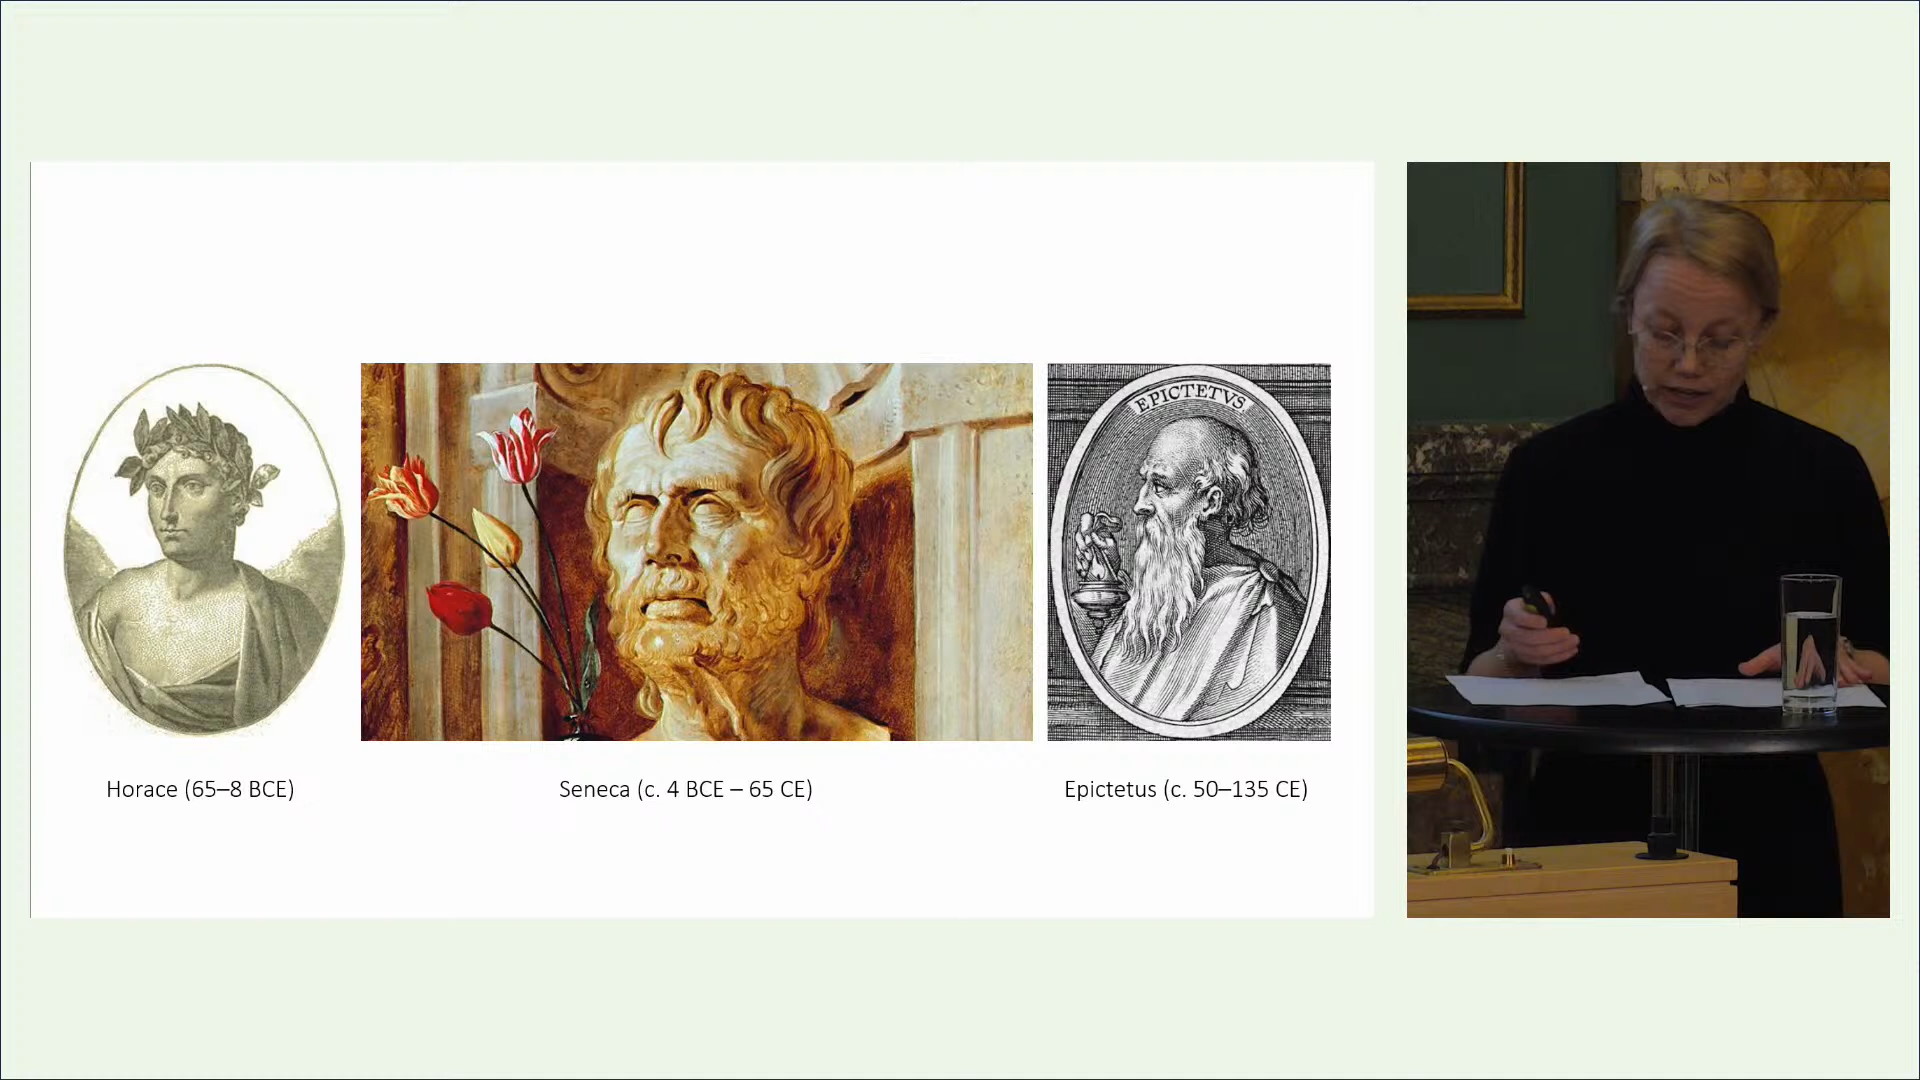 EPICTETVS
Horace (65–8 BCE)
Seneca (c. 4 BCE – 65 CE)
Epictetus (c. 50–135 CE)